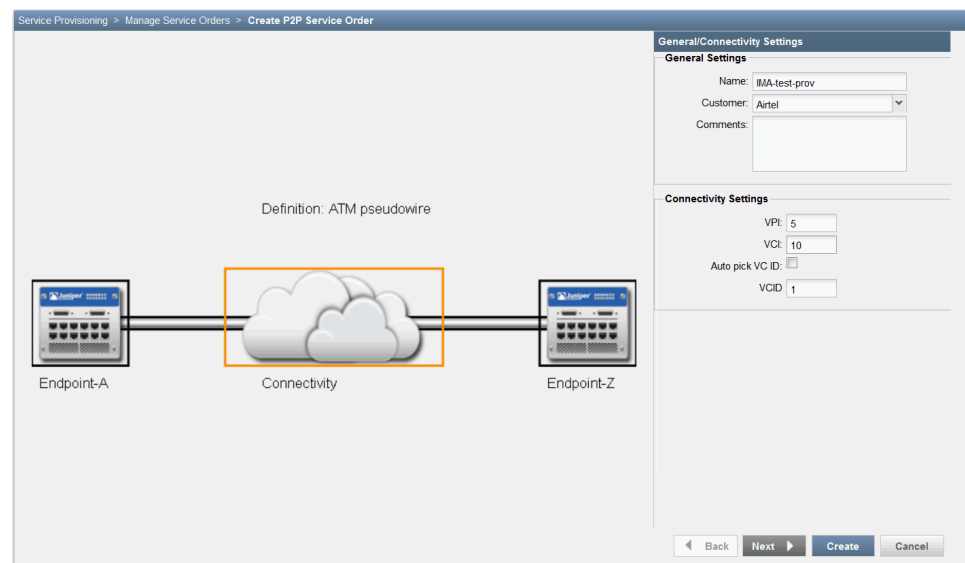 Service Provisioning > Manage Service Orders > Create P2P Service Order
General/Connectivity Settings
General Settings
Name: IMA-test-prov
Customer: Airtel
Comments:
Definition: ATM pseudowire
Connectivity Settings
VPI: 5
VCI: 10
Auto pick VC ID:
VCID 1
Juniper
Juniper
Endpoint-A
Connectivity
Endpoint-Z
Back
Next
Create
Cancel